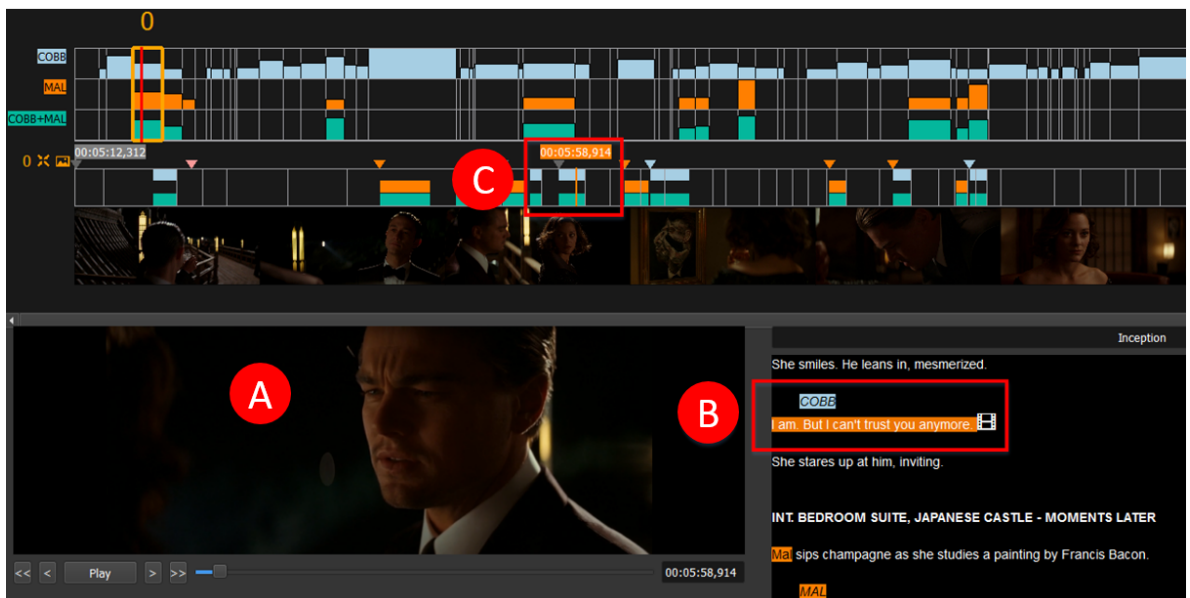 0
COBB
MAL
COBB+MAL
00:05:12,312
00:05:58,914
0
C
Inception
She smiles. He leans in, mesmerized.
A
B
COBB
I am. But I can't trust you anymore.
She stares up at him, inviting.
INT. BEDROOM SUITE, JAPANESE CASTLE - MOMENTS LATER
Mal sips champagne as she studies a painting by Francis Bacon.
<< < Play > >> 00:05:58,914
MAL